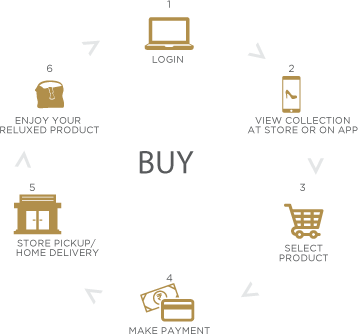 1
LOGIN
2
VIEW COLLECTION
AT STORE OR ON APP
3
SELECT
PRODUCT
4
MAKE PAYMENT
5
STORE PICKUP/
HOME DELIVERY
6
ENJOY YOUR
RELUXED PRODUCT
BUY
₹